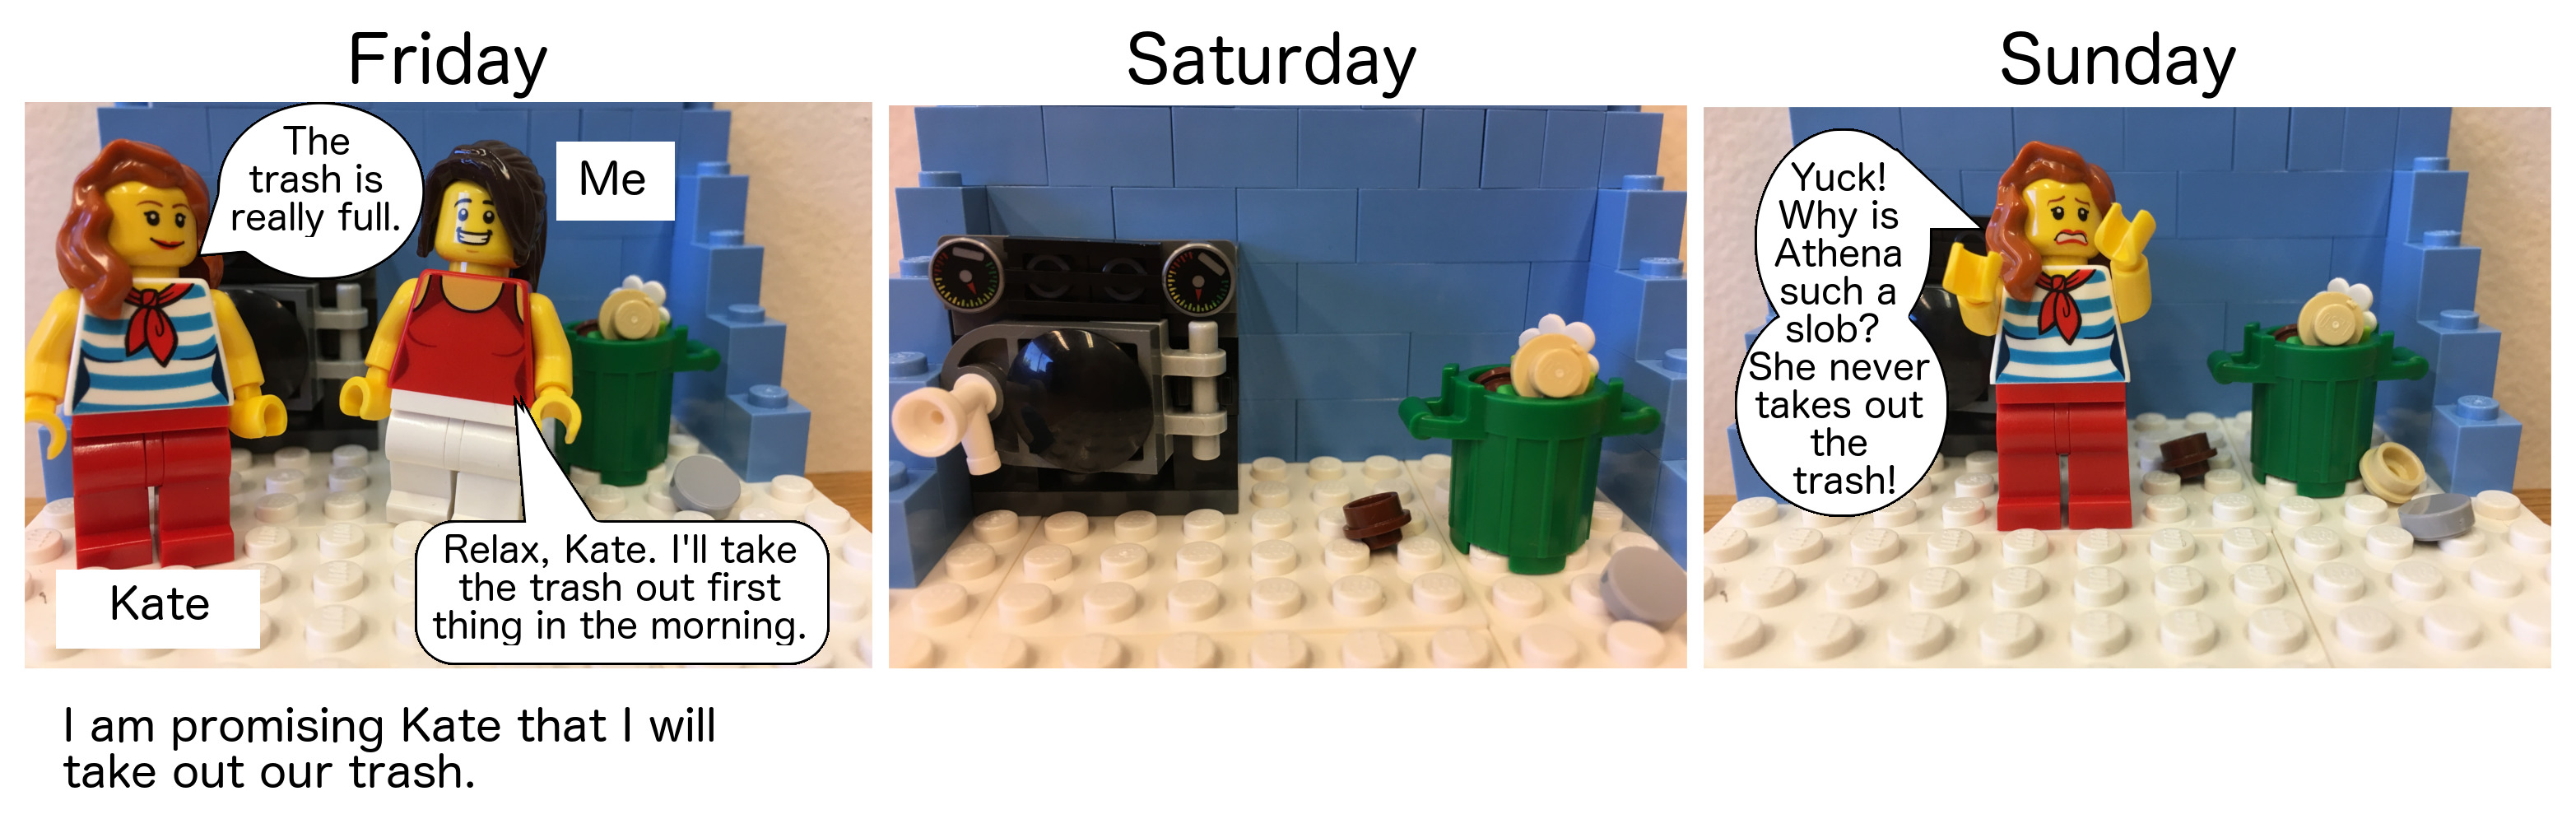 Friday
The
trash is
really full.
Me
Kate
Relax, Kate. I'll take
the trash out first
thing in the morning.
I am promising Kate that I will
take out our trash.
Saturday
Sunday
Yuck!
Why is
Athena
such a
slob?
She never
takes out
the
trash!